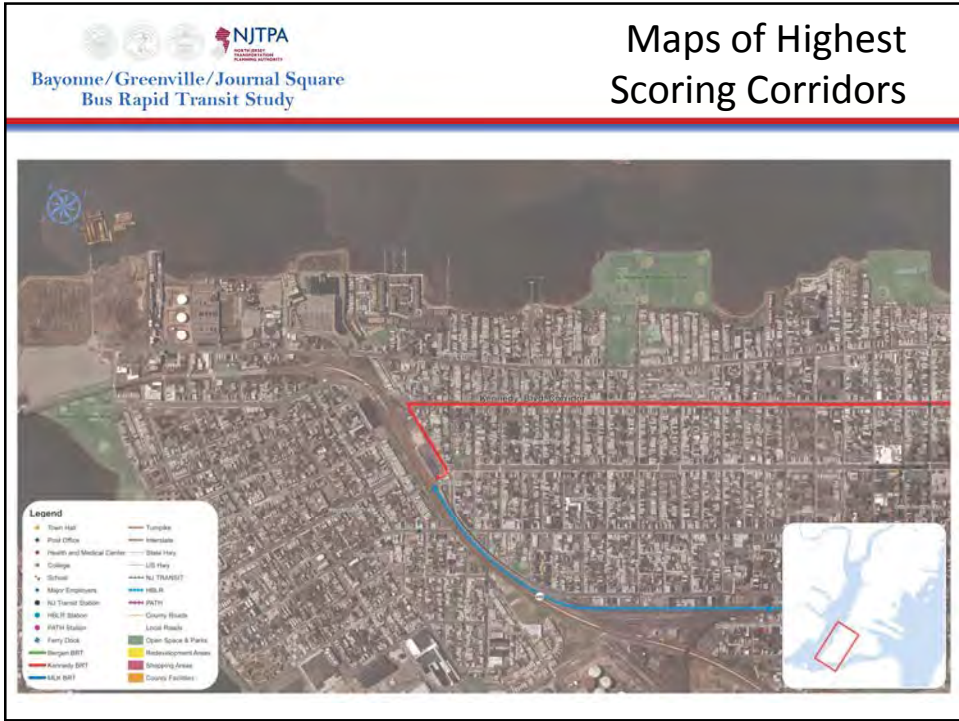 NJTPA
NORTH JERSEY
TRANSPORTATION
PLANNING AUTHORITY
Bayonne/Greenville/Journal Square
Bus Rapid Transit Study
Maps of Highest
Scoring Corridors
Kennedy Blvd Corridor
Legend
Town Hall
Post Office
Health and Medical Center
College
School
Major Employers
NJ Transit Station
HBLR Station
PATH Station
Ferry Dock
Bergen BRT
Kennedy BRT
MLK BRT
Turnpike
Interstate
State Hwy
US Hwy
NJ TRANSIT
HBLR
PATH
County Roads
Local Roads
Open Space & Parks
Redevelopment Areas
Shopping Areas
County Facilities